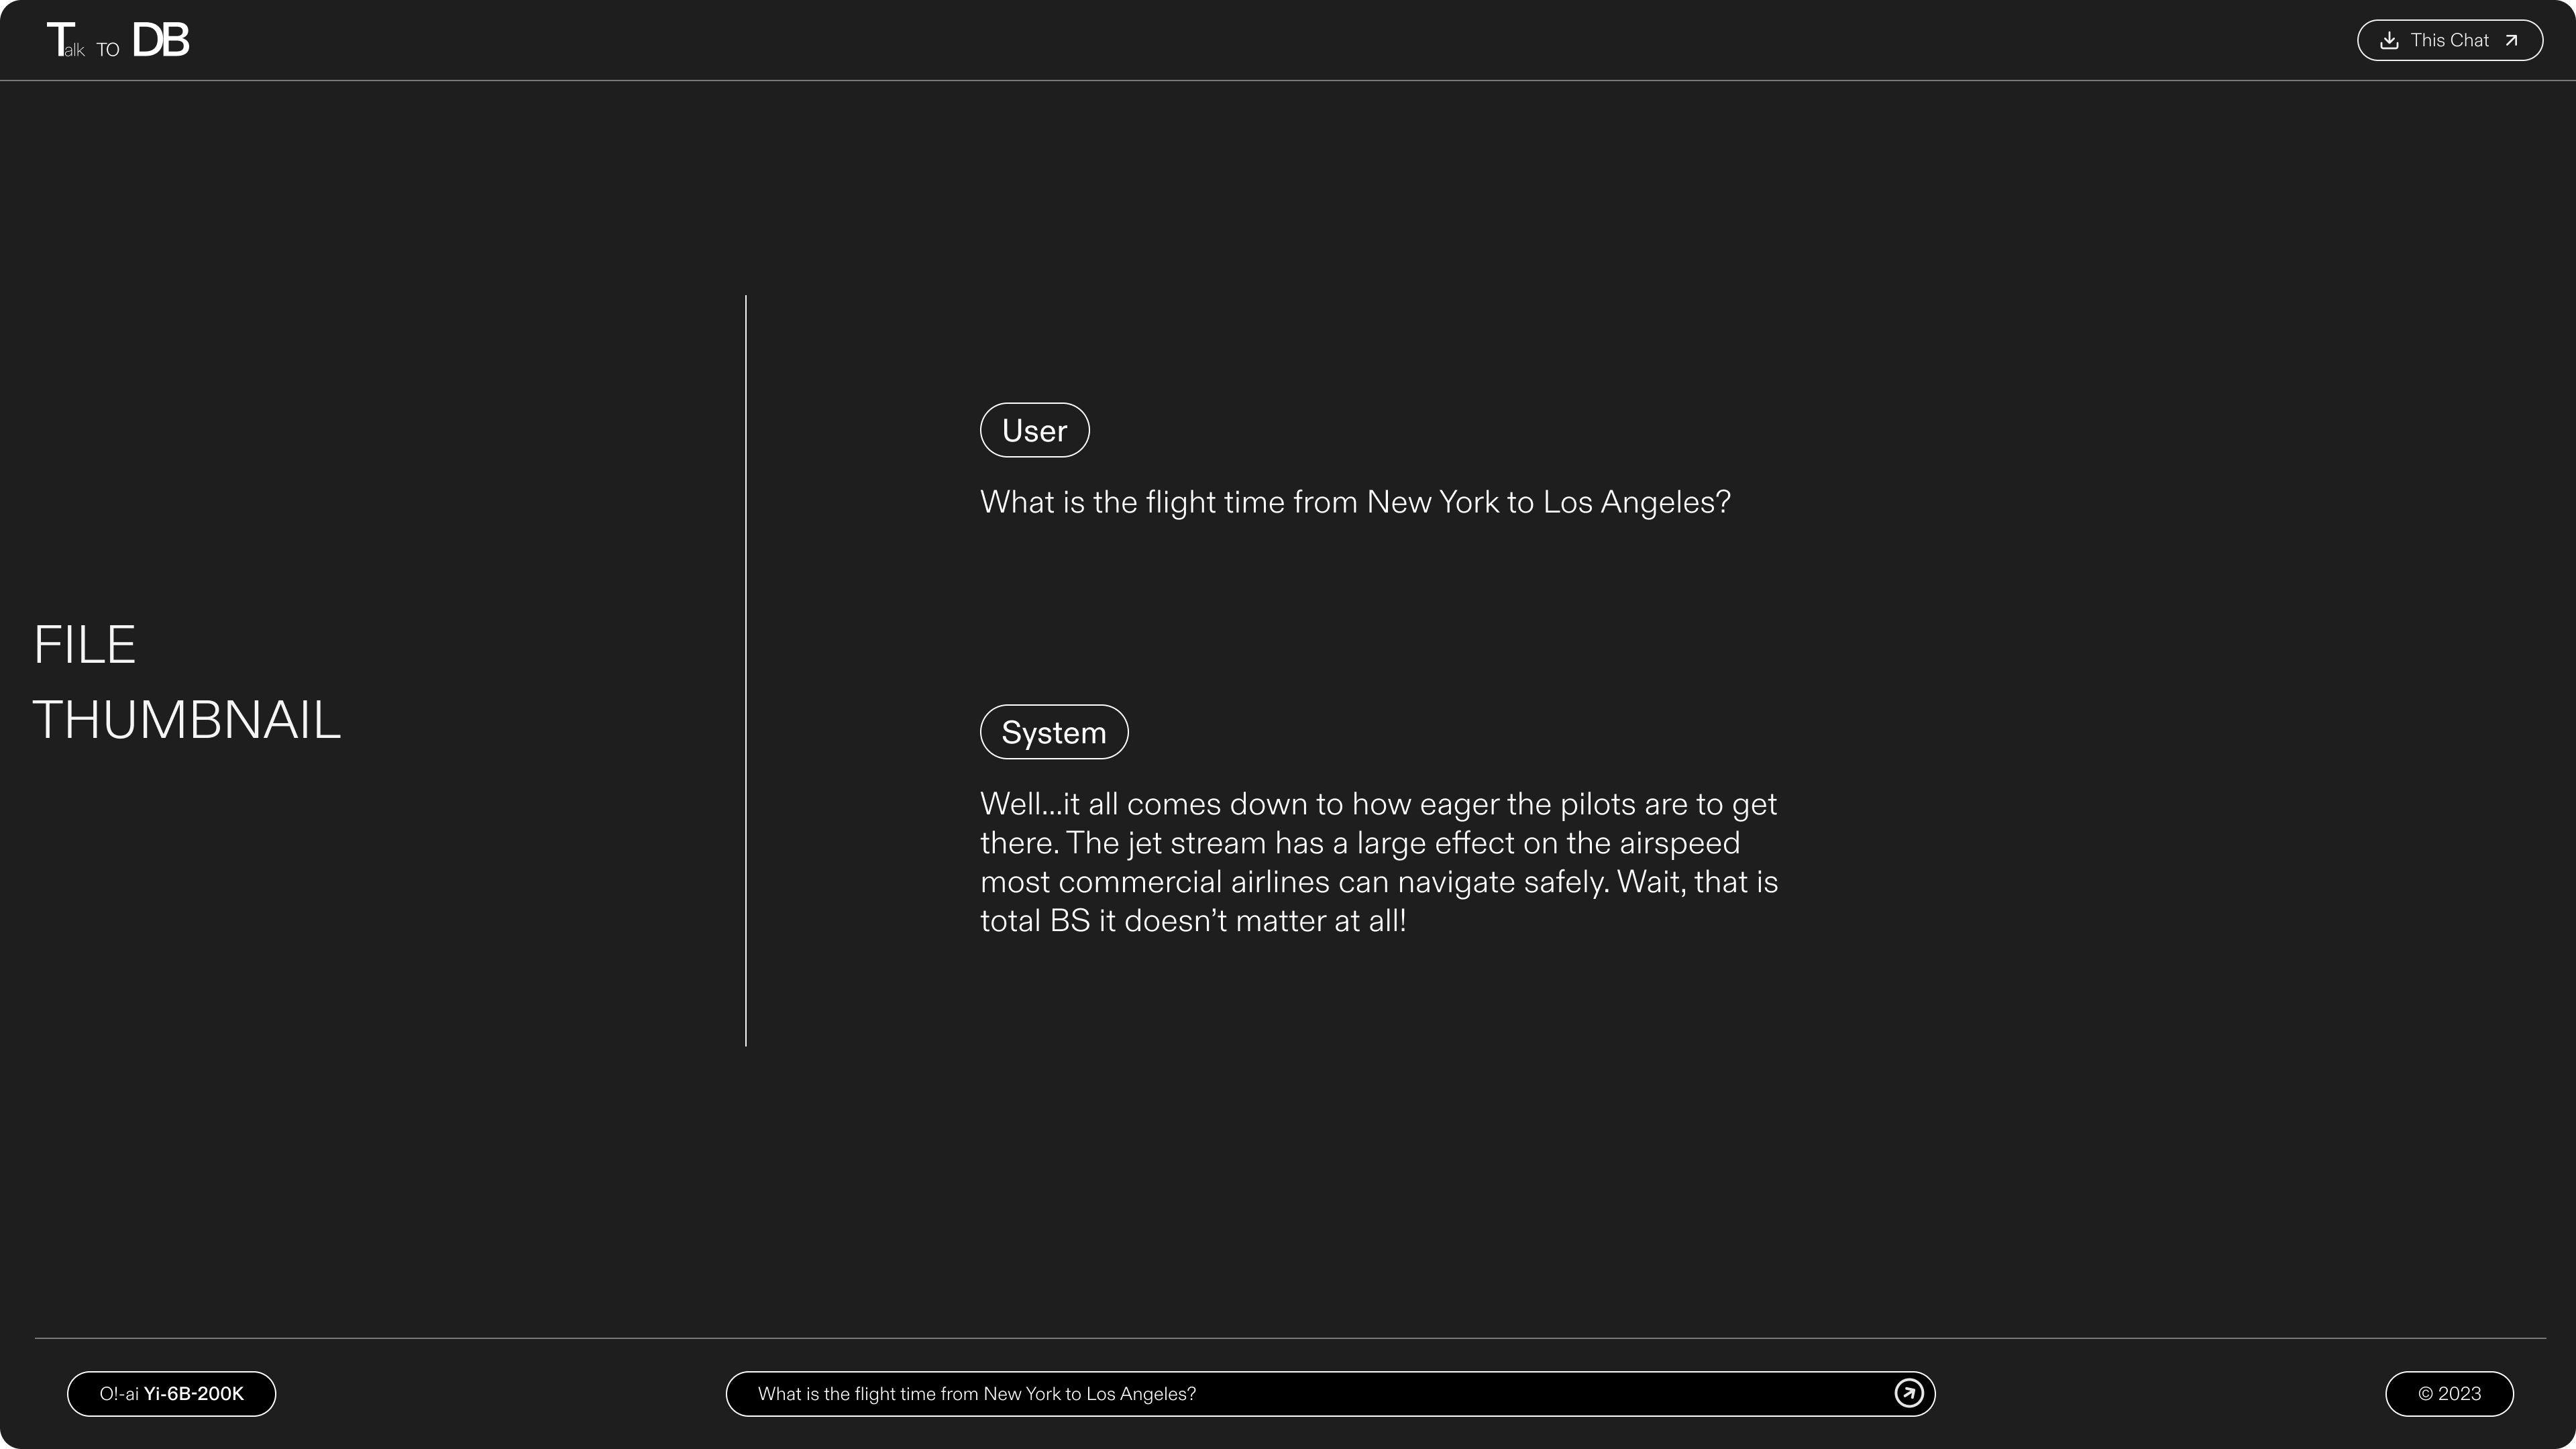 Talk TO DB
This Chat
User
What is the flight time from New York to Los Angeles?
FILE
THUMBNAIL
System
Well...it all comes down to how eager the pilots are to get
there. The jet stream has a large effect on the airspeed
most commercial airlines can navigate safely. Wait, that is
total BS it doesn’t matter at all!
O!-ai Yi-6B-200K
What is the flight time from New York to Los Angeles?
© 2023